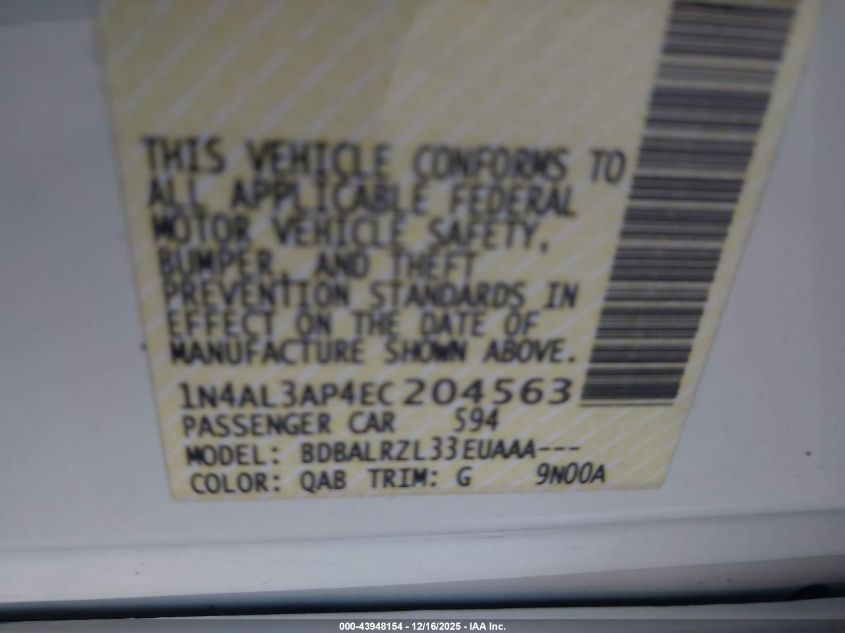 THIS VEHICLE CONFORMS TO
ALL APPLICABLE FEDERAL
MOTOR VEHICLE SAFETY,
BUMPER, AND THEFT
PREVENTION STANDARDS IN
EFFECT ON THE DATE OF
MANUFACTURE SHOWN ABOVE.
1N4AL3AP4EC204563
PASSENGER CAR 594
MODEL: BDBALRZL33EUAAA---
COLOR: QAB TRIM: G 9N00A
000-43948154 - 12/16/2025 - IAA Inc.